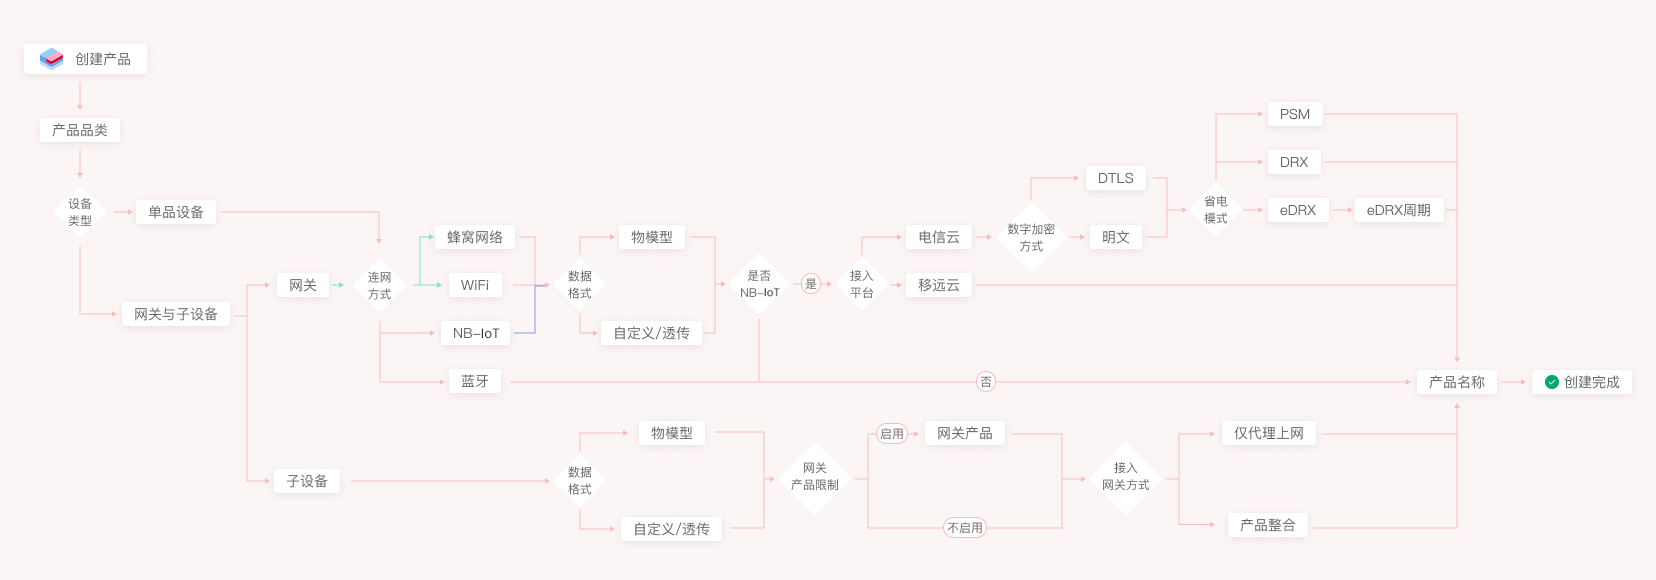 创建产品
产品品类
设备
类型
单品设备
网关与子设备
网关
连网
方式
蜂窝网络
WiFi
NB-IoT
蓝牙
数据
格式
物模型
自定义/透传
是否
NB-IoT
是
接入
平台
电信云
移远云
数字加密
方式
DTLS
明文
省电
模式
PSM
DRX
eDRX
eDRX周期
否
产品名称
创建完成
子设备
数据
格式
物模型
自定义/透传
网关
产品限制
启用
网关产品
不启用
接入
网关方式
仅代理上网
产品整合